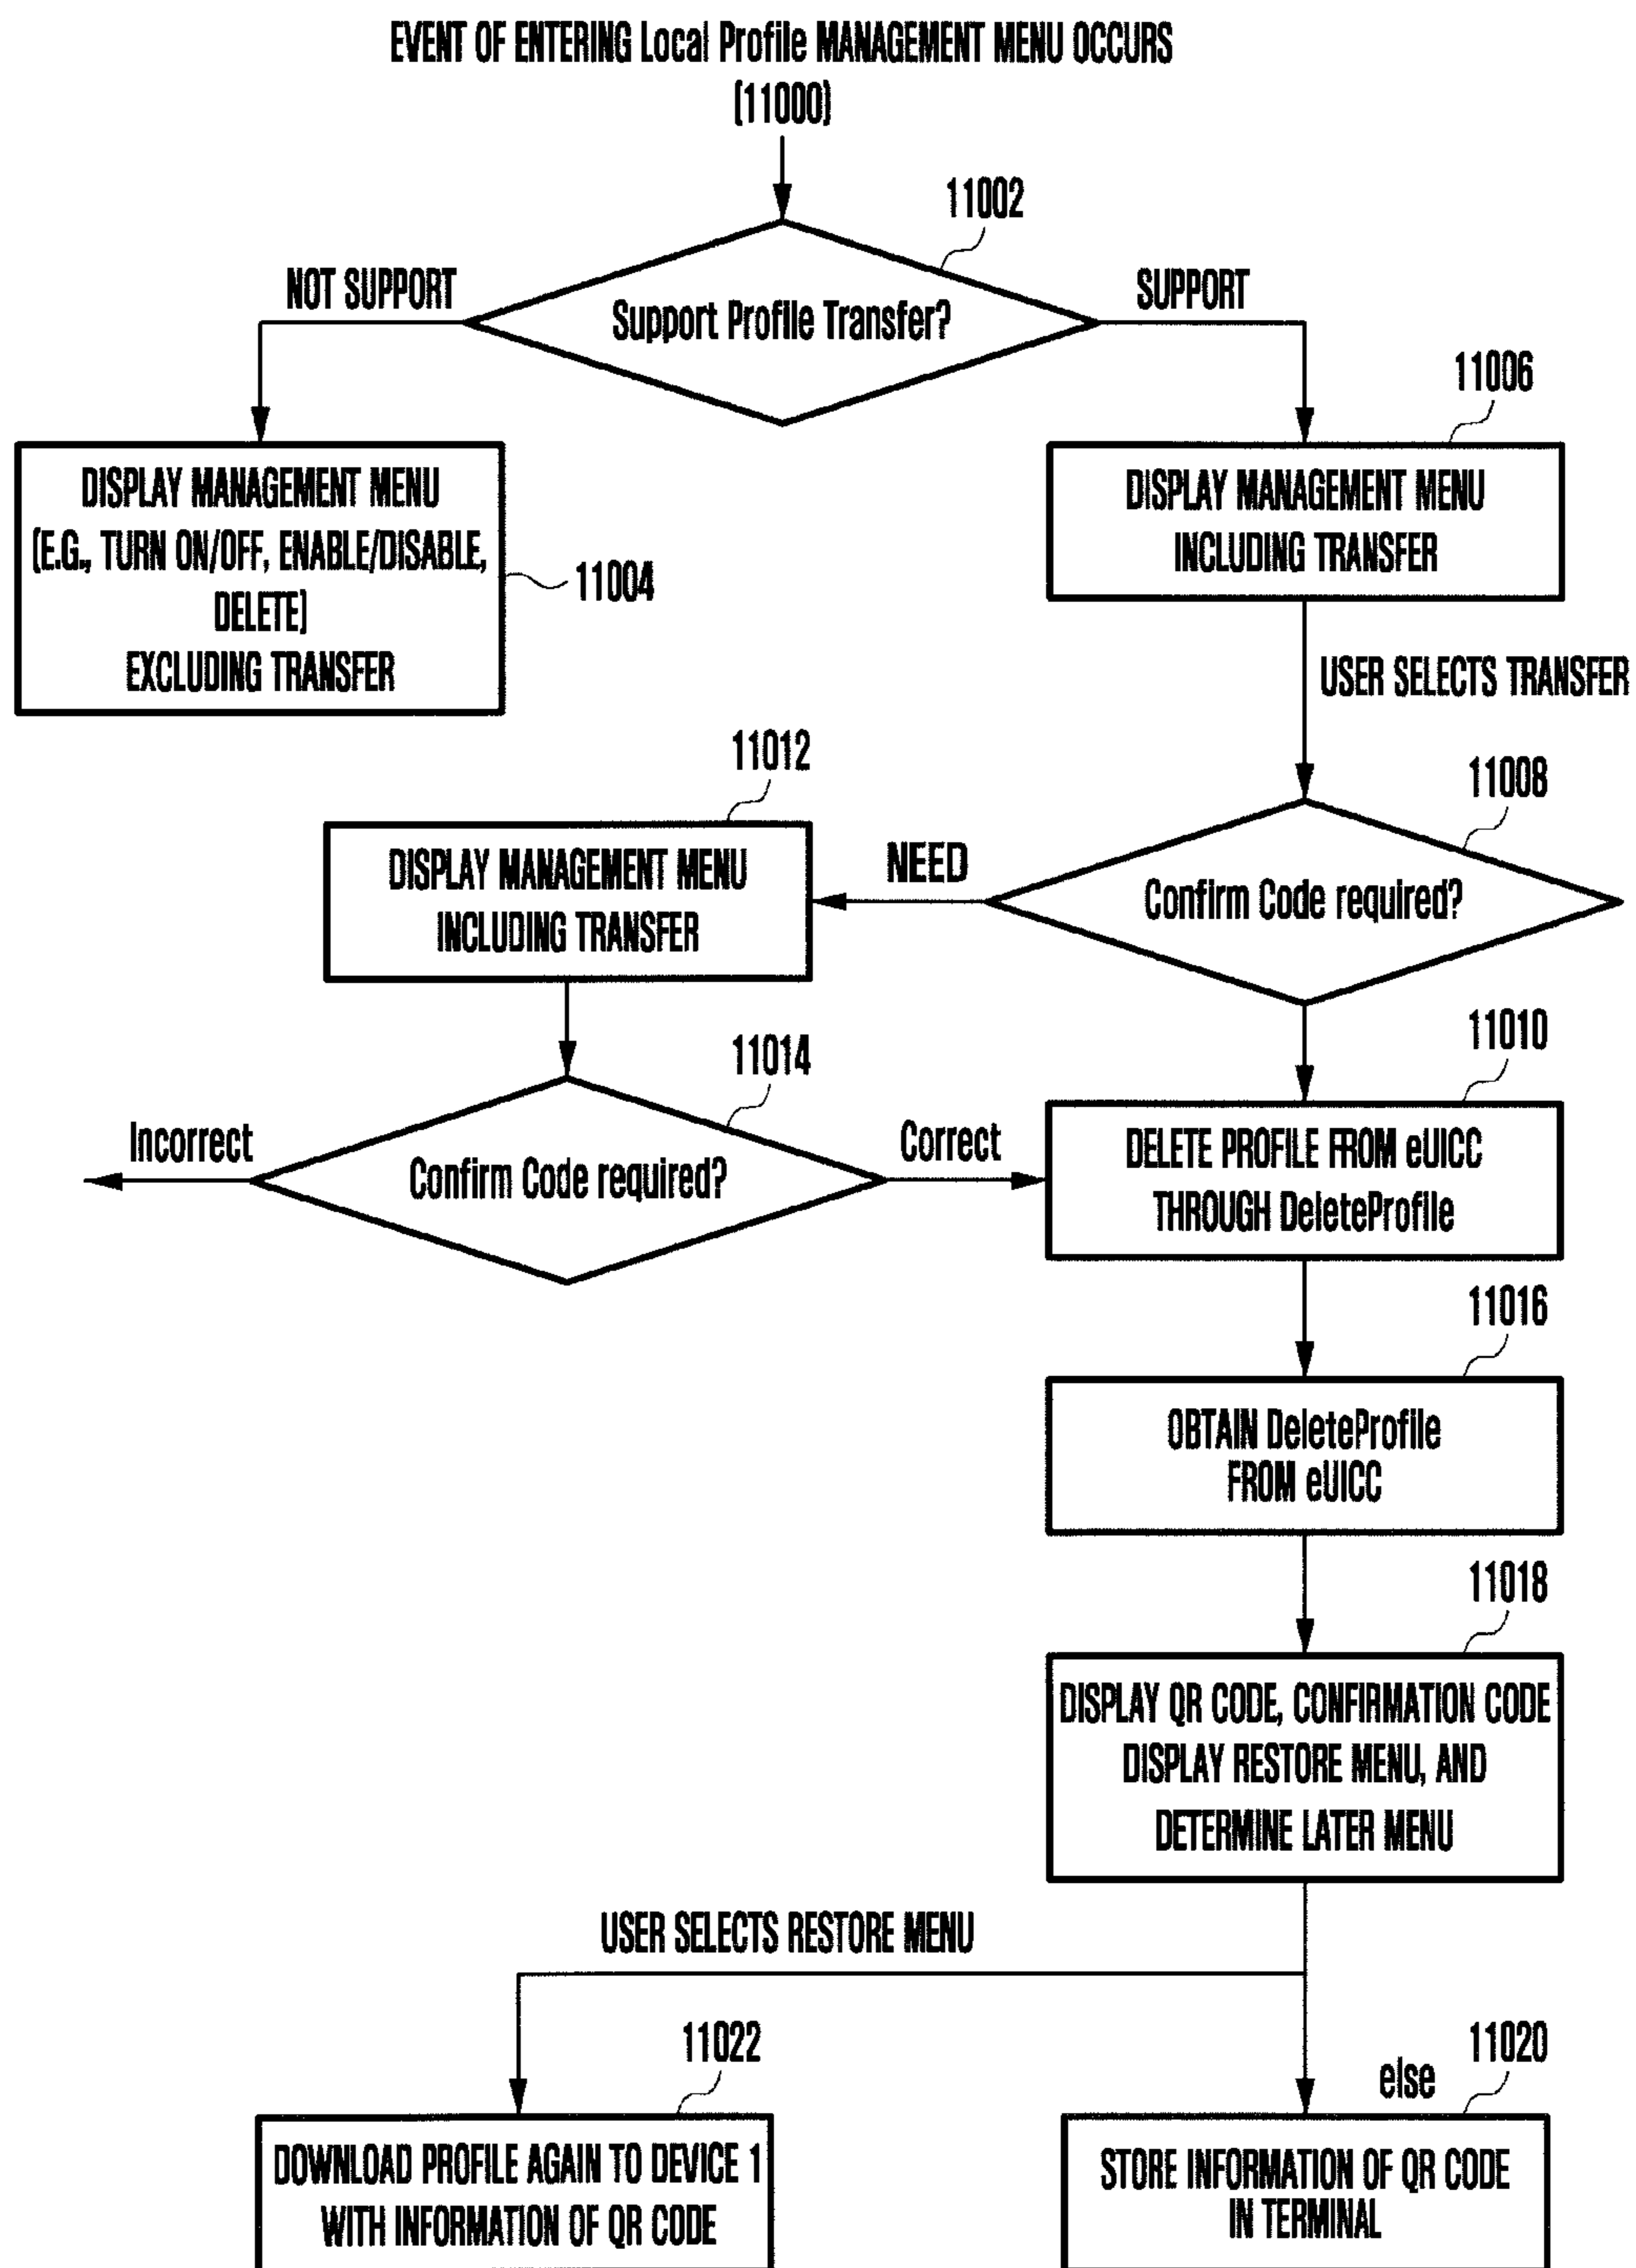 EVENT OF ENTERING Local Profile MANAGEMENT MENU OCCURS
(11000)
11002
NOT SUPPORT
SUPPORT
Support Profile Transfer?
11006
DISPLAY MANAGEMENT MENU
(E.G., TURN ON/OFF, ENABLE/DISABLE,
DELETE)
EXCLUDING TRANSFER
11004
DISPLAY MANAGEMENT MENU
INCLUDING TRANSFER
USER SELECTS TRANSFER
11012
11008
DISPLAY MANAGEMENT MENU
INCLUDING TRANSFER
NEED
Confirm Code required?
11014
11010
Incorrect
Confirm Code required?
Correct
DELETE PROFILE FROM eUICC
THROUGH DeleteProfile
11016
OBTAIN DeleteProfile
FROM eUICC
11018
DISPLAY QR CODE, CONFIRMATION CODE
DISPLAY RESTORE MENU, AND
DETERMINE LATER MENU
USER SELECTS RESTORE MENU
11022
11020
else
DOWNLOAD PROFILE AGAIN TO DEVICE 1
WITH INFORMATION OF QR CODE
STORE INFORMATION OF QR CODE
IN TERMINAL